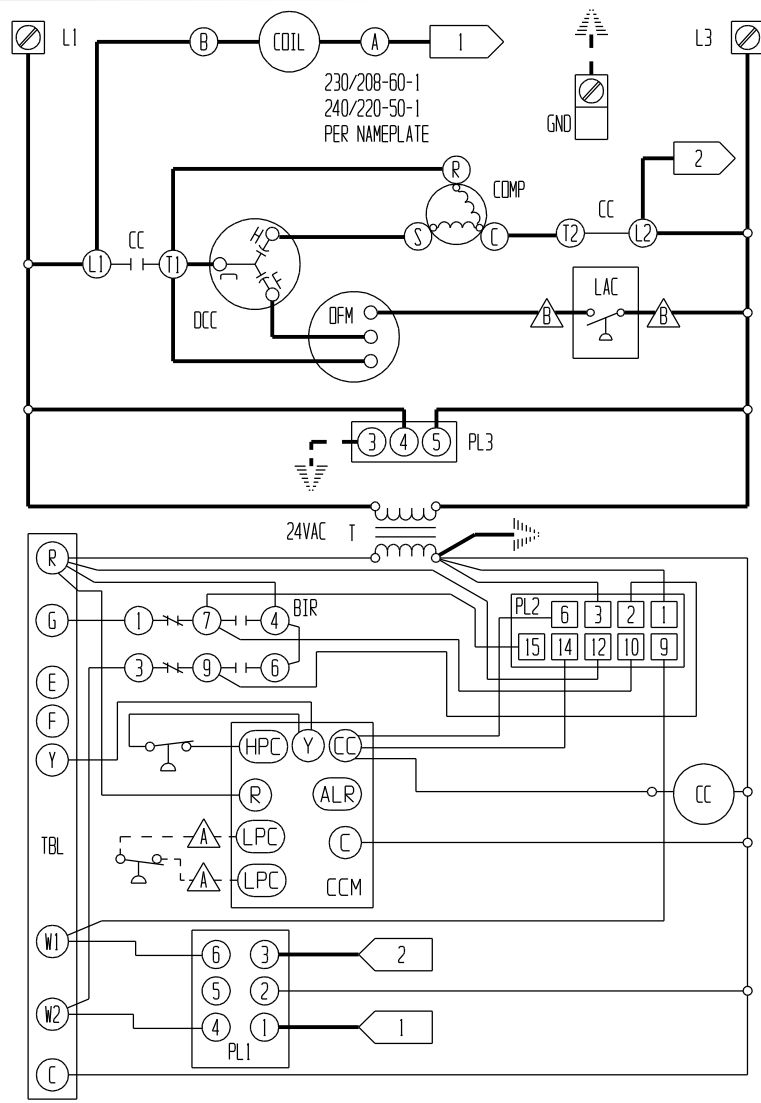 L1
B
COIL
A
1
L3
230/208-60-1
240/220-50-1
PER NAMEPLATE
GND
2
R
COMP
CC
S
C
T2
CC
L2
L1
T1
H
F
DCC
OFM
B
LAC
B
3
4
5
PL3
24VAC
T
R
G
1
7
4
BIR
PL2
6
3
2
1
15
14
12
10
9
3
9
6
E
F
Y
HPC
Y
CC
R
ALR
CC
TBL
A
LPC
C
A
LPC
CCM
W1
6
3
2
5
2
W2
4
1
1
PL1
C